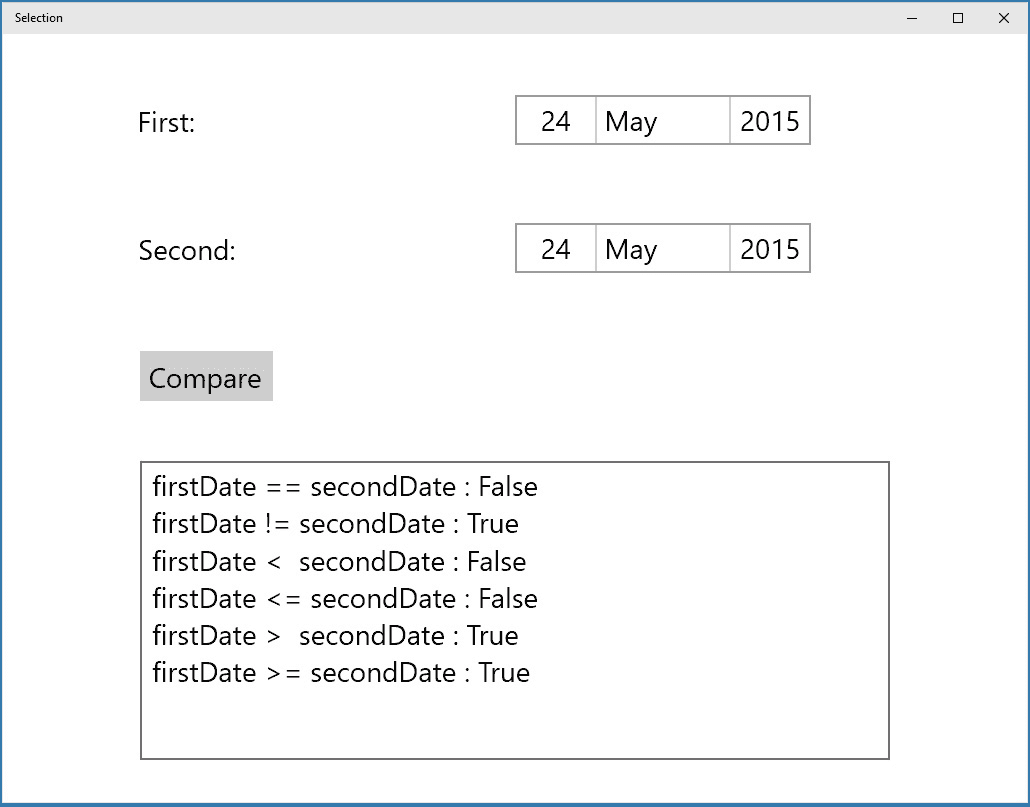 Selection
First: 24 May 2015
Second: 24 May 2015
Compare
firstDate == secondDate : False
firstDate != secondDate : True
firstDate <  secondDate : False
firstDate <= secondDate : False
firstDate >  secondDate : True
firstDate >= secondDate : True